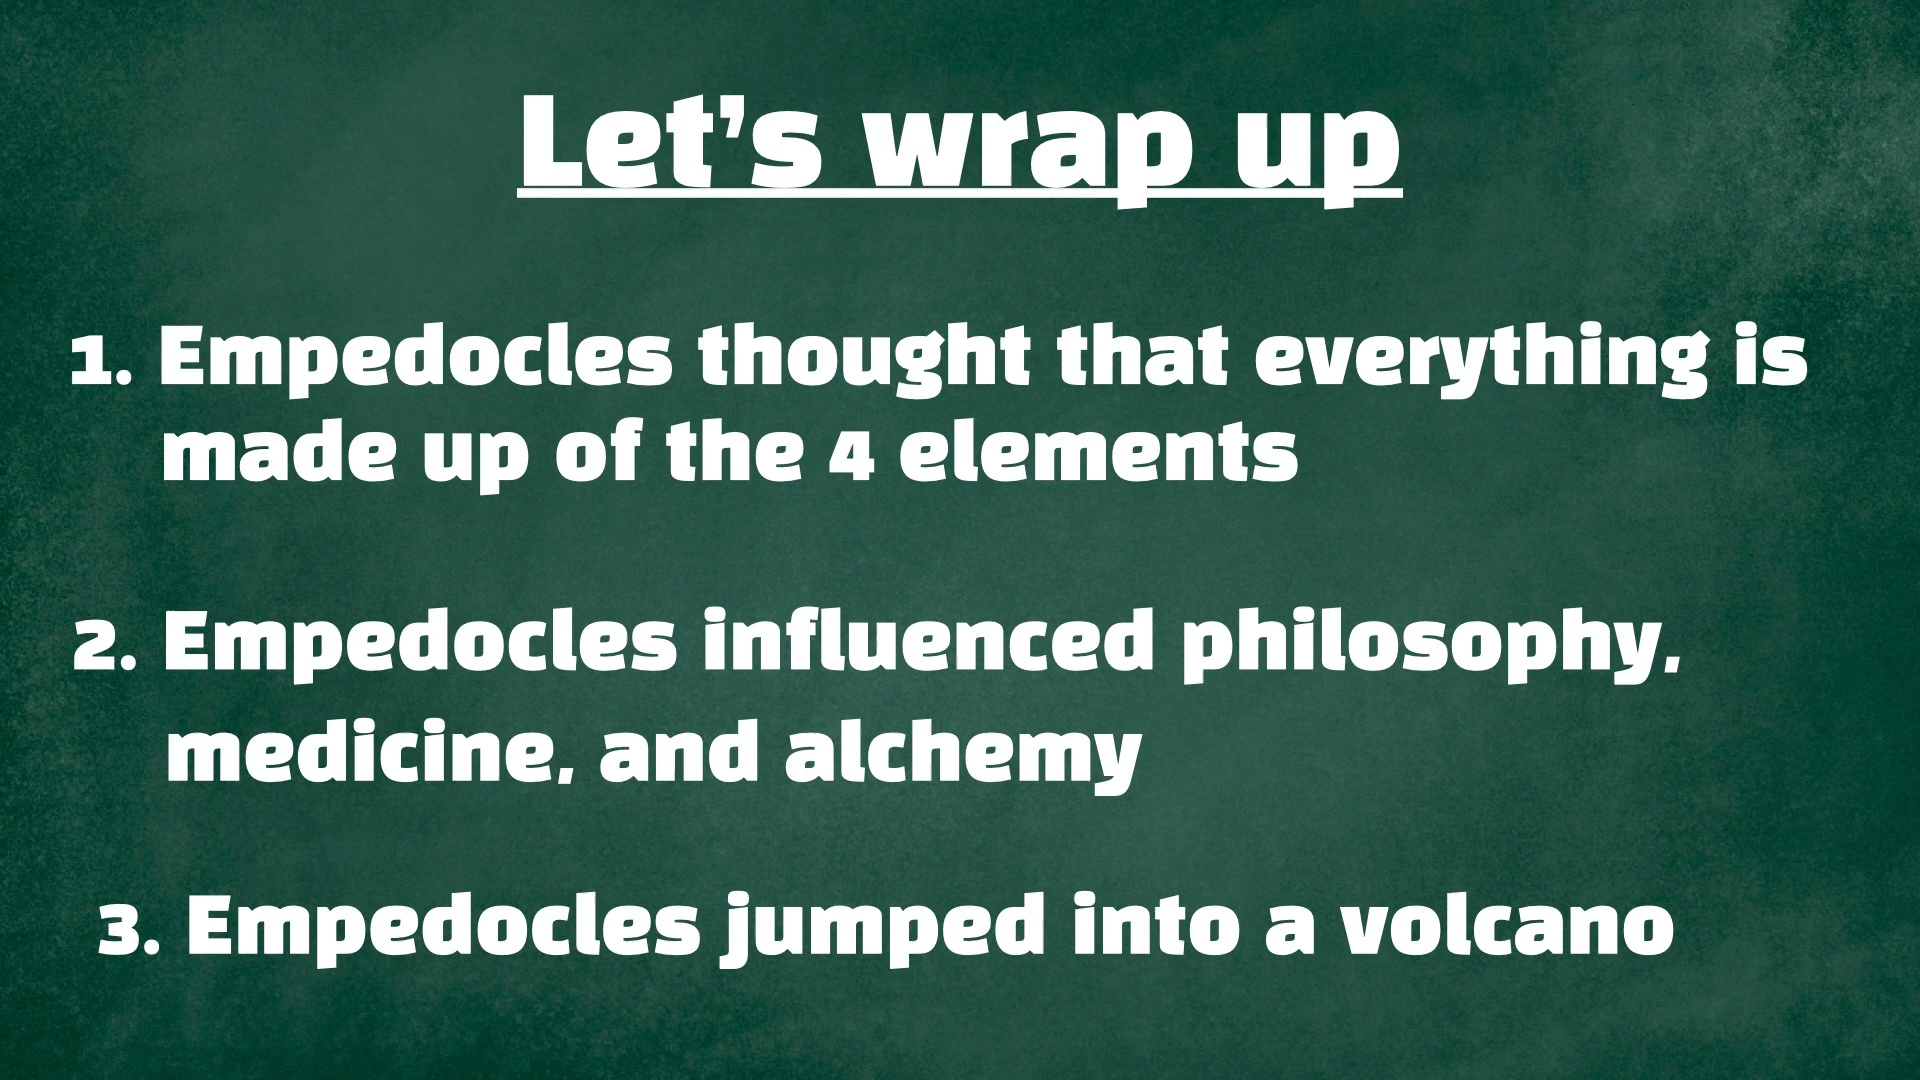 Let's wrap up
1. Empedocles thought that everything is
made up of the 4 elements
2. Empedocles influenced philosophy,
medicine, and alchemy
3. Empedocles jumped into a volcano